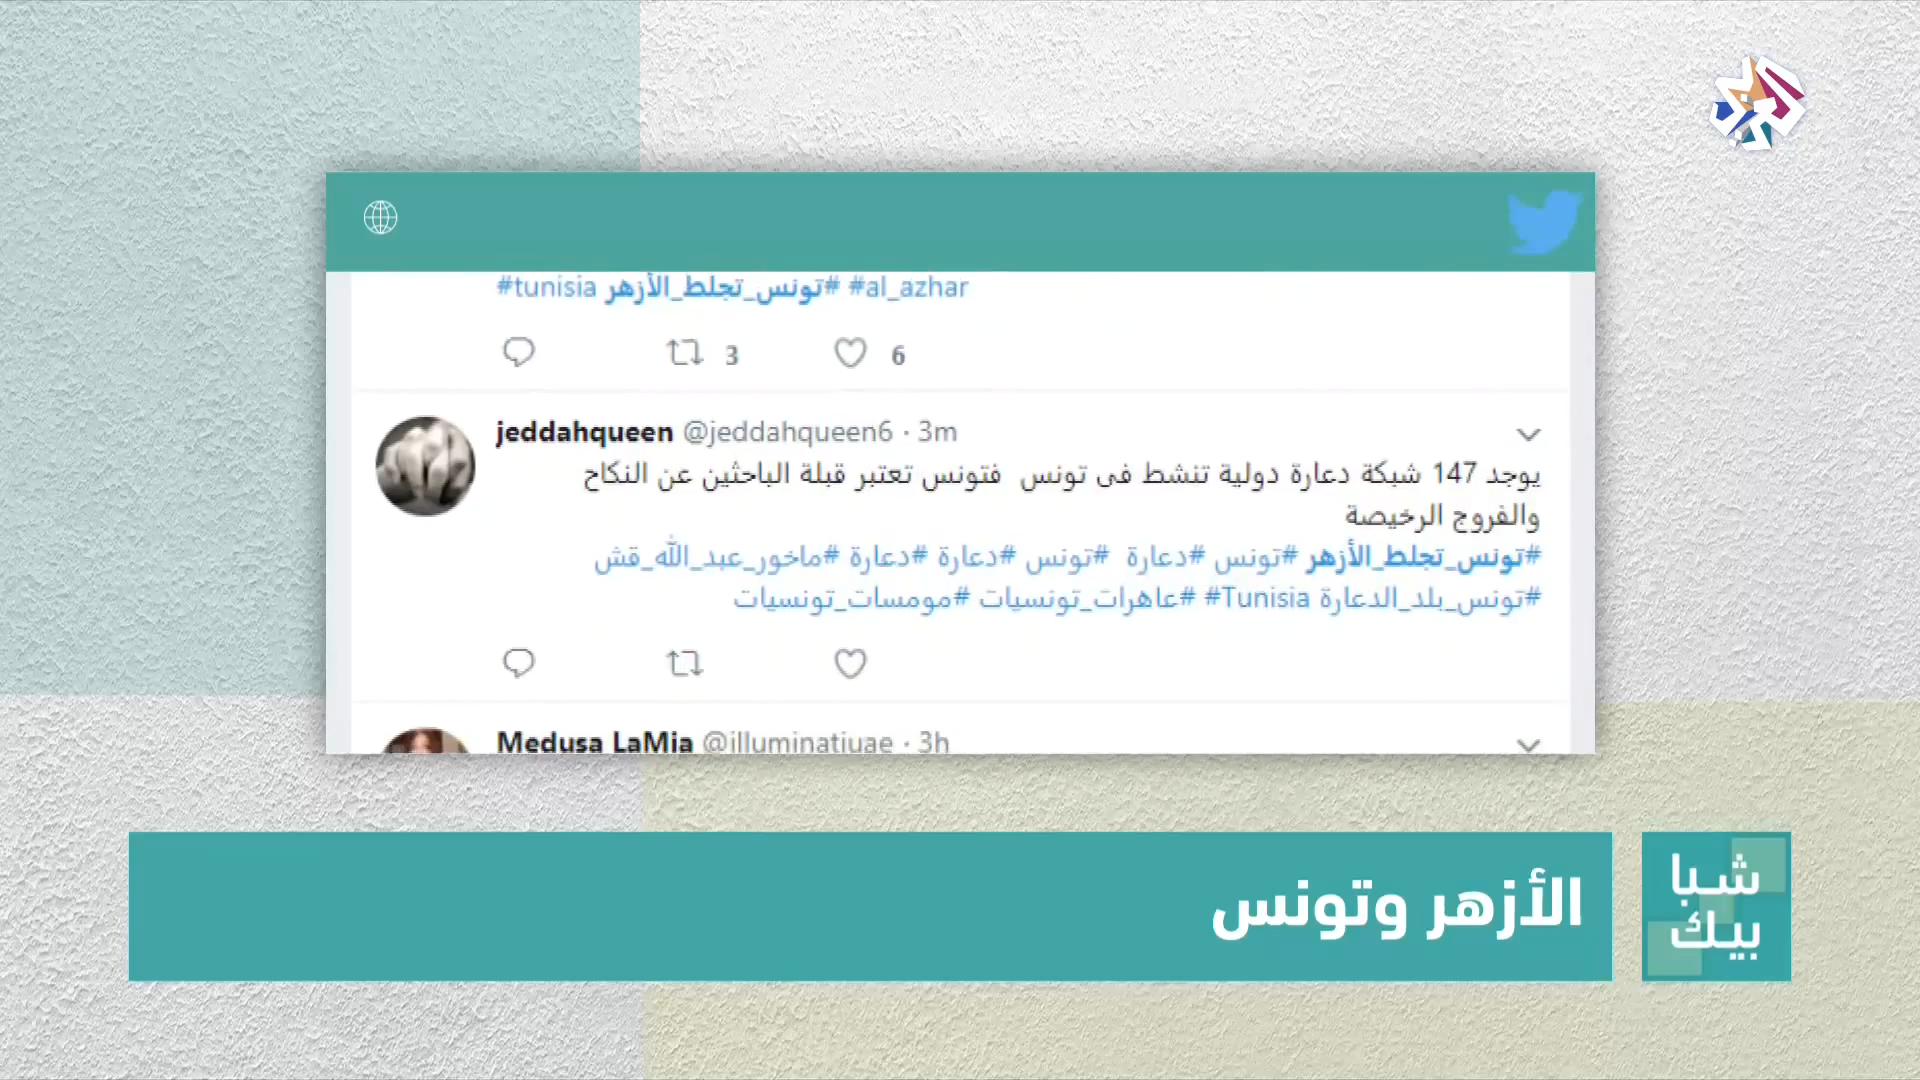 #tunisia #تونس_تجلط_الأزهر #al_azhar
3 6
jeddahqueen @jeddahqueen6 · 3m
يوجد 147 شبكة دعارة دولية تنشط فى تونس فتونس تعتبر قبلة الباحثين عن النكاح
والفروج الرخيصة
#تونس_تجلط_الأزهر #تونس #دعارة #تونس #دعارة #دعارة #ماخور_عبد_الله_قش
#تونس_بلد_الدعارة Tunisia# #عاهرات_تونسيات #مومسات_تونسيات
Medusa LaMia @illuminatiuae · 3h
الأزهر وتونس
شبا
بيك